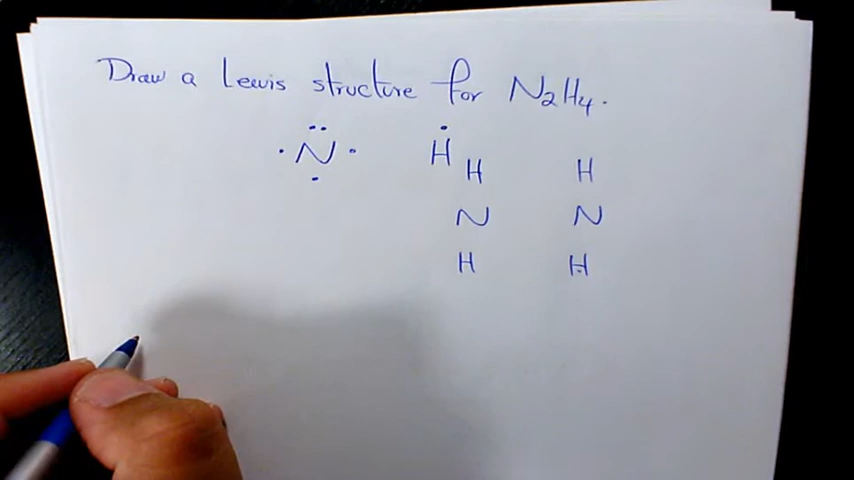 Draw a Lewis structure for N2H4.
N H
H H
N N
H H